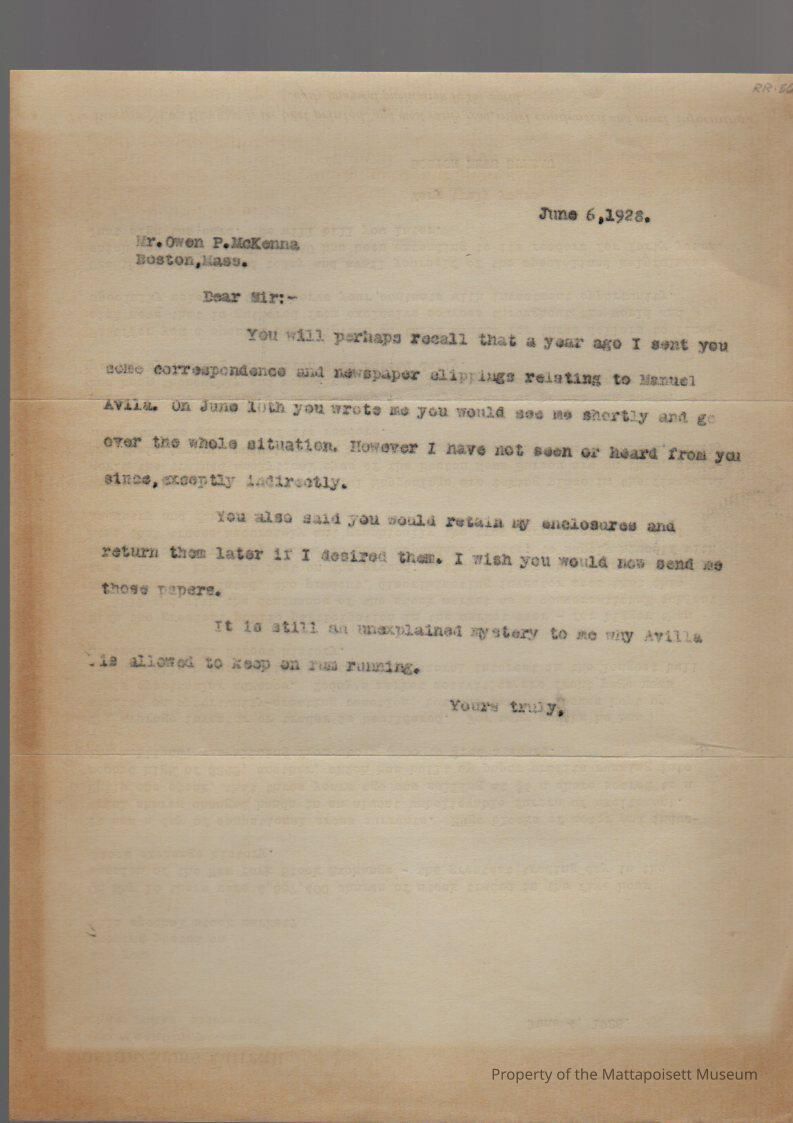 RR-
June 6,1928.
Mr. Owen P.McKenna
Boston,Mass.
Dear Sir:-
You will perhaps recall that a year ago I sent you
some correspondence and newspaper clippings relating to Manuel
Avila. On June 10th you wrote me you would see me shortly and go
over the whole situation. However I have not seen or heard from you
since,exceptly indirectly.
You also said you would retain my enclosures and
return them later if I desired them. I wish you would now send me
those papers.
It is still an unexplained mystery to me why Avilla
is allowed to keep on rum running.
Yours truly,
Property of the Mattapoisett Museum